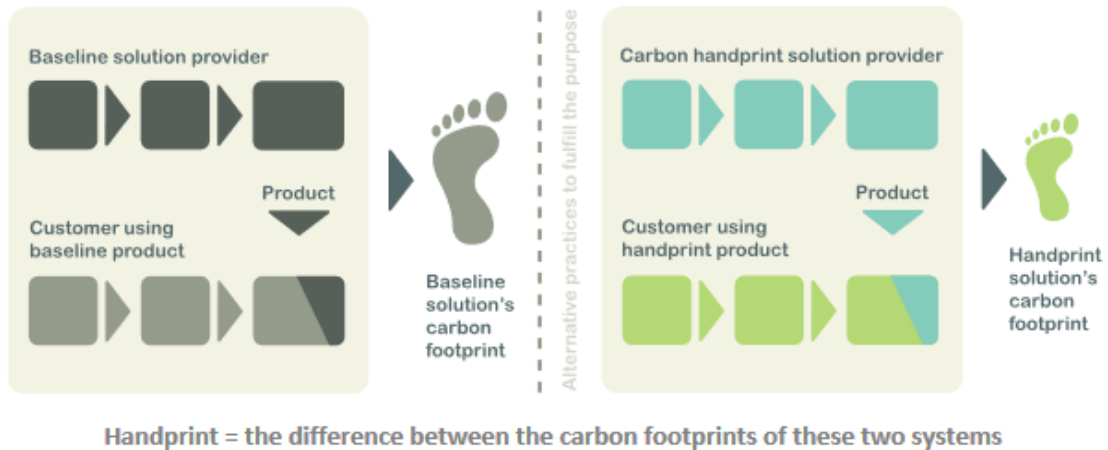 Baseline solution provider
Product
Customer using
baseline product
Baseline
solution's
carbon
footprint
Alternative practices to fulfill the purpose
Carbon handprint solution provider
Product
Customer using
handprint product
Handprint
solution's
carbon
footprint
Handprint = the difference between the carbon footprints of these two systems